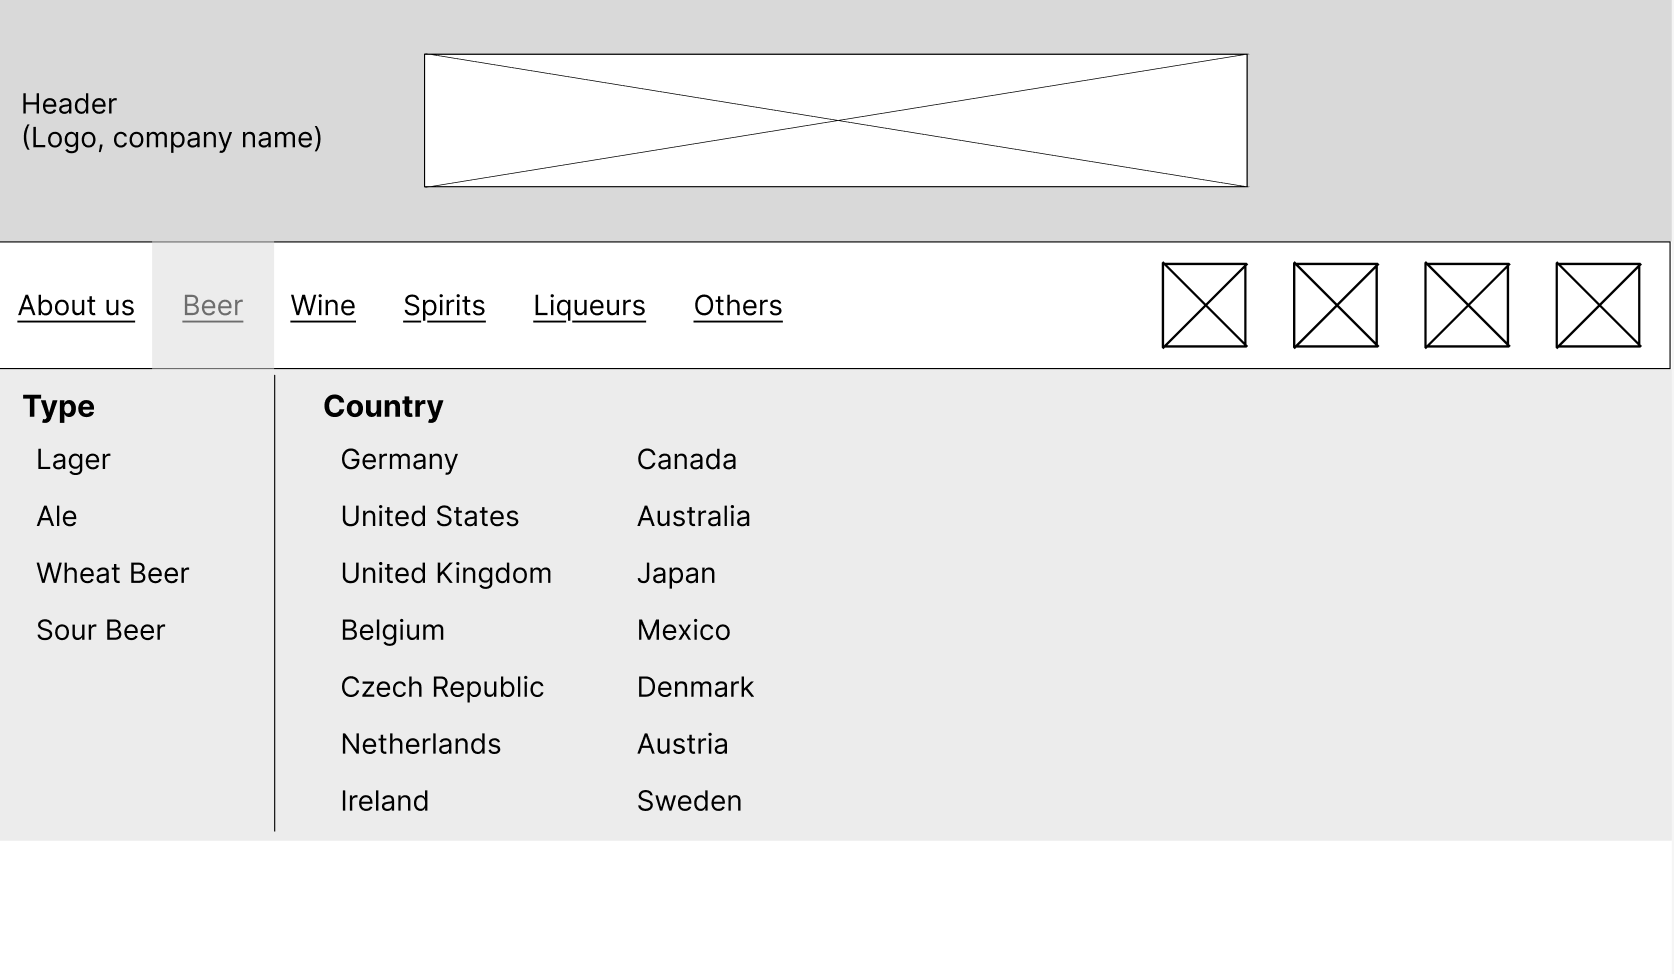 Header
(Logo, company name)
About us Beer Wine Spirits Liqueurs Others
Type
Lager
Ale
Wheat Beer
Sour Beer
Country
Germany
United States
United Kingdom
Belgium
Czech Republic
Netherlands
Ireland
Canada
Australia
Japan
Mexico
Denmark
Austria
Sweden